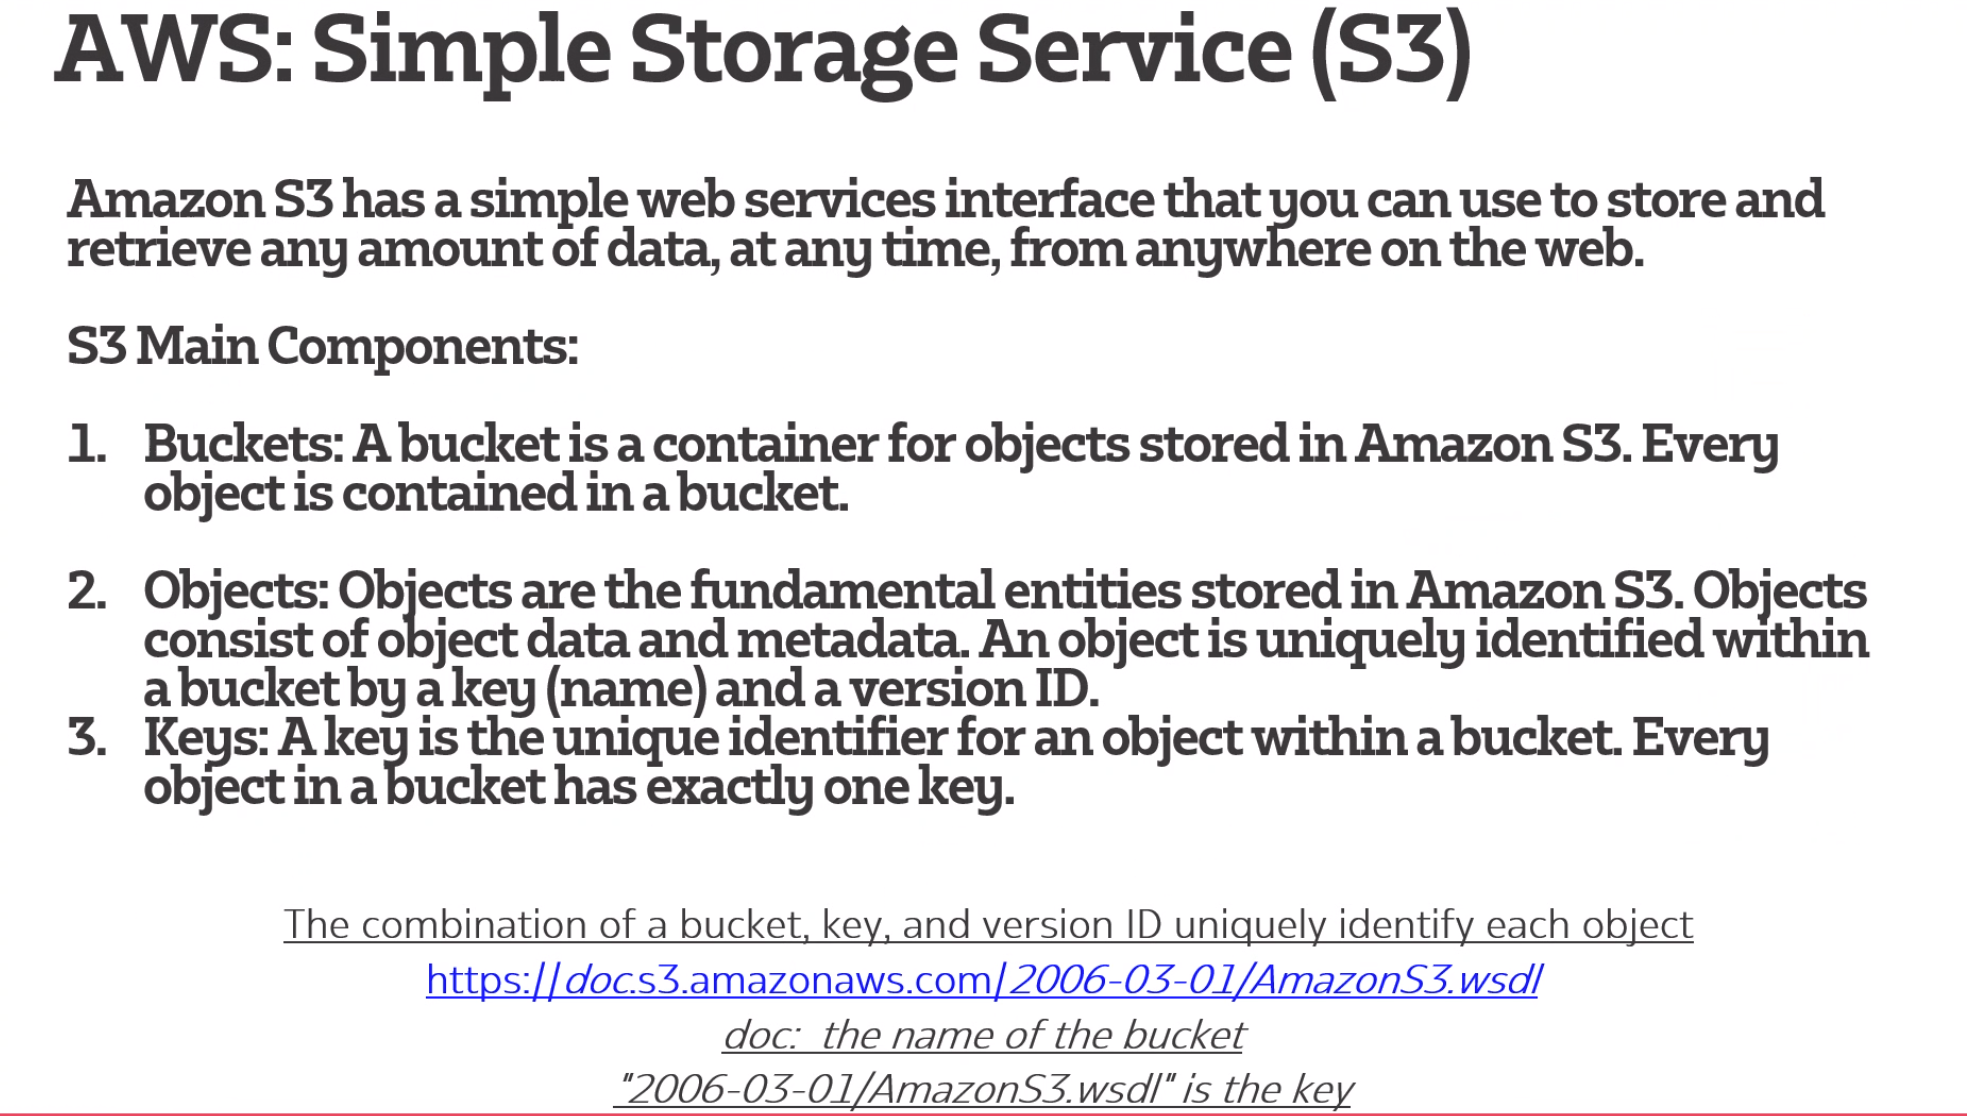 AWS: Simple Storage Service (S3)
Amazon S3 has a simple web services interface that you can use to store and
retrieve any amount of data, at any time, from anywhere on the web.
S3 Main Components:
1. Buckets: A bucket is a container for objects stored in Amazon S3. Every
object is contained in a bucket.
2. Objects: Objects are the fundamental entities stored in Amazon S3. Objects
consist of object data and metadata. An object is uniquely identified within
a bucket by a key (name) and a version ID.
3. Keys: A key is the unique identifier for an object within a bucket. Every
object in a bucket has exactly one key.
The combination of a bucket, key, and version ID uniquely identify each object
https://doc.s3.amazonaws.com/2006-03-01/AmazonS3.wsdl
doc:  the name of the bucket
"2006-03-01/AmazonS3.wsdl" is the key